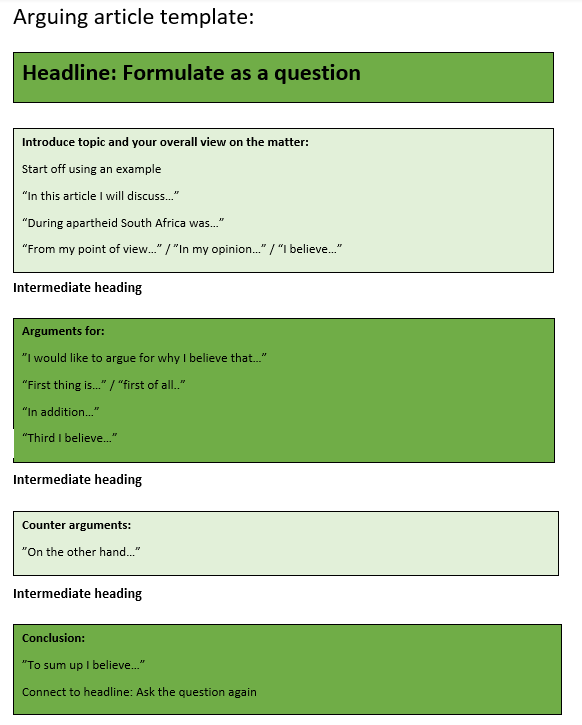 Arguing article template:
Headline: Formulate as a question
Introduce topic and your overall view on the matter:
Start off using an example
“In this article I will discuss…”
“During apartheid South Africa was…”
“From my point of view…” / ”In my opinion…” / “I believe…”
Intermediate heading
Arguments for:
”I would like to argue for why I believe that…”
“First thing is…” / “first of all..”
“In addition…”
“Third I believe…”
Intermediate heading
Counter arguments:
”On the other hand…”
Intermediate heading
Conclusion:
”To sum up I believe…”
Connect to headline: Ask the question again